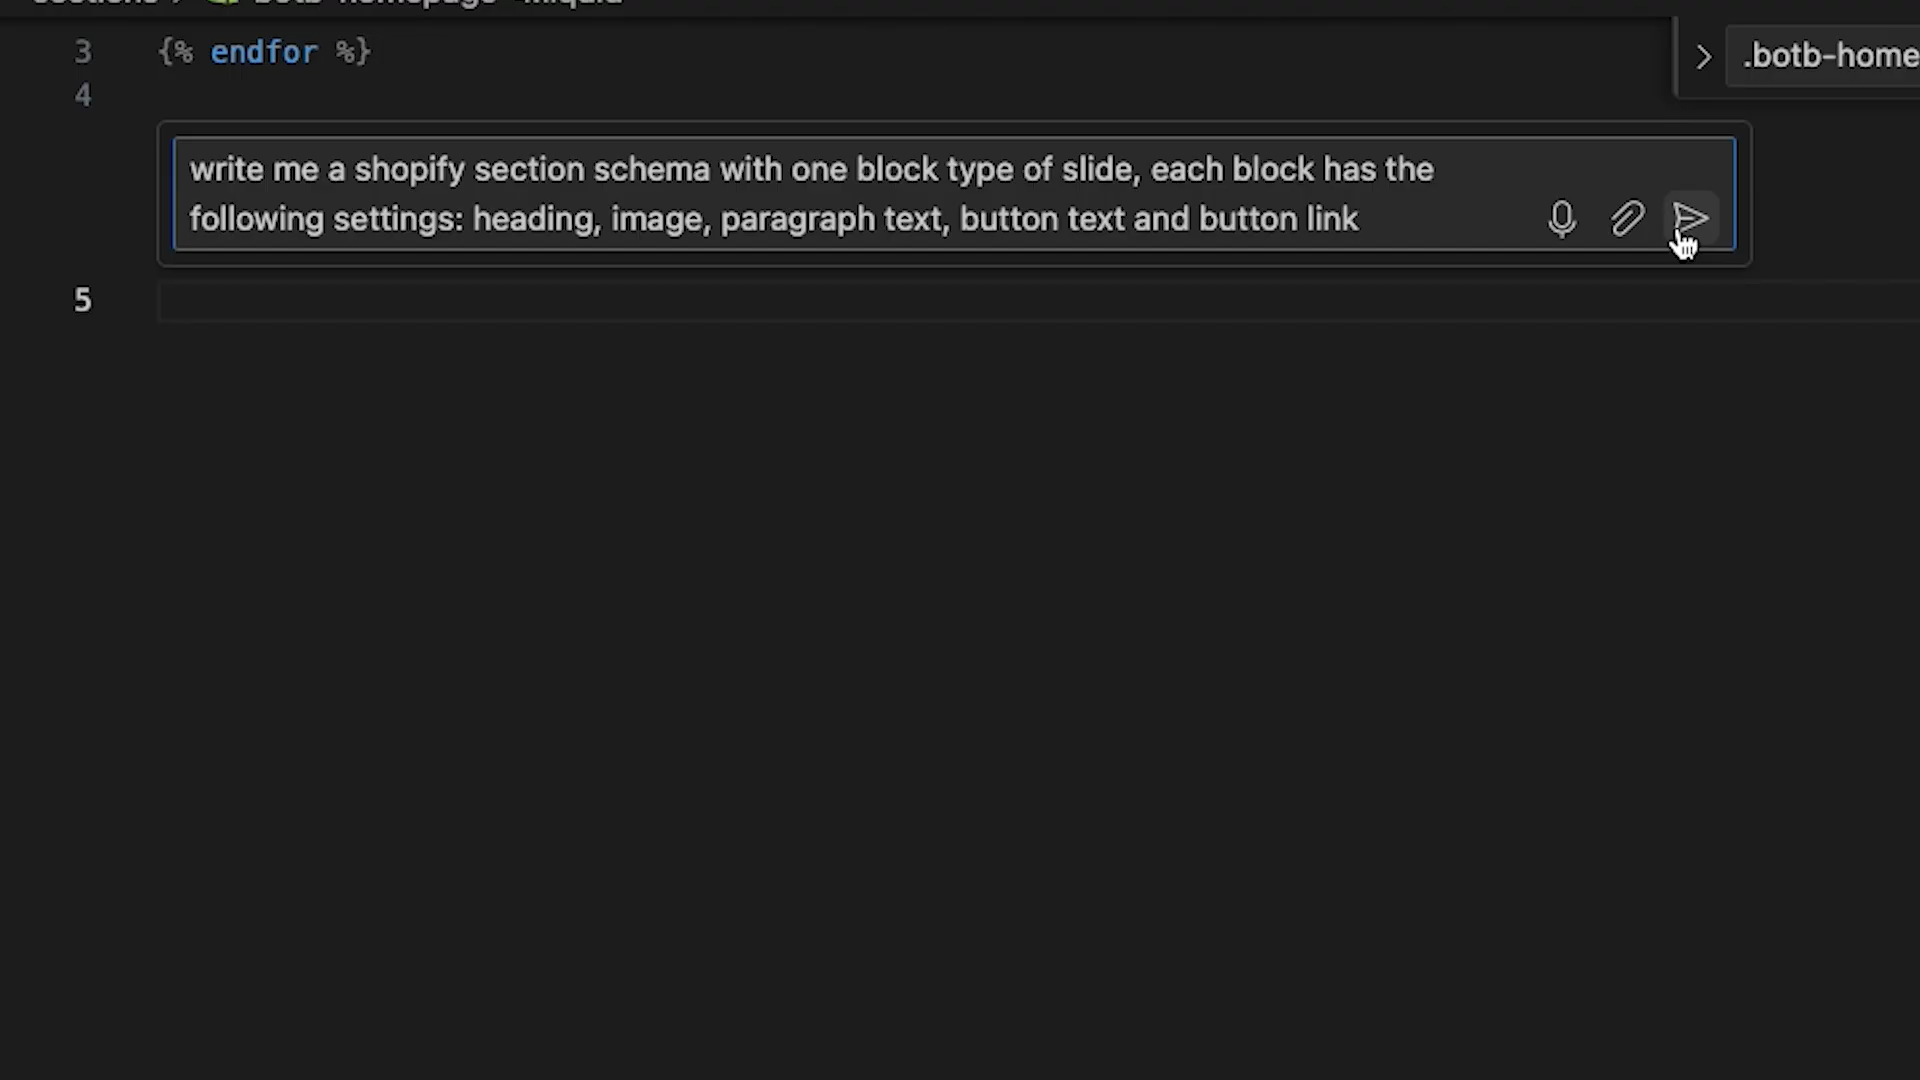 3 {% endfor %}
.botb-home
4
write me a shopify section schema with one block type of slide, each block has the
following settings: heading, image, paragraph text, button text and button link
5